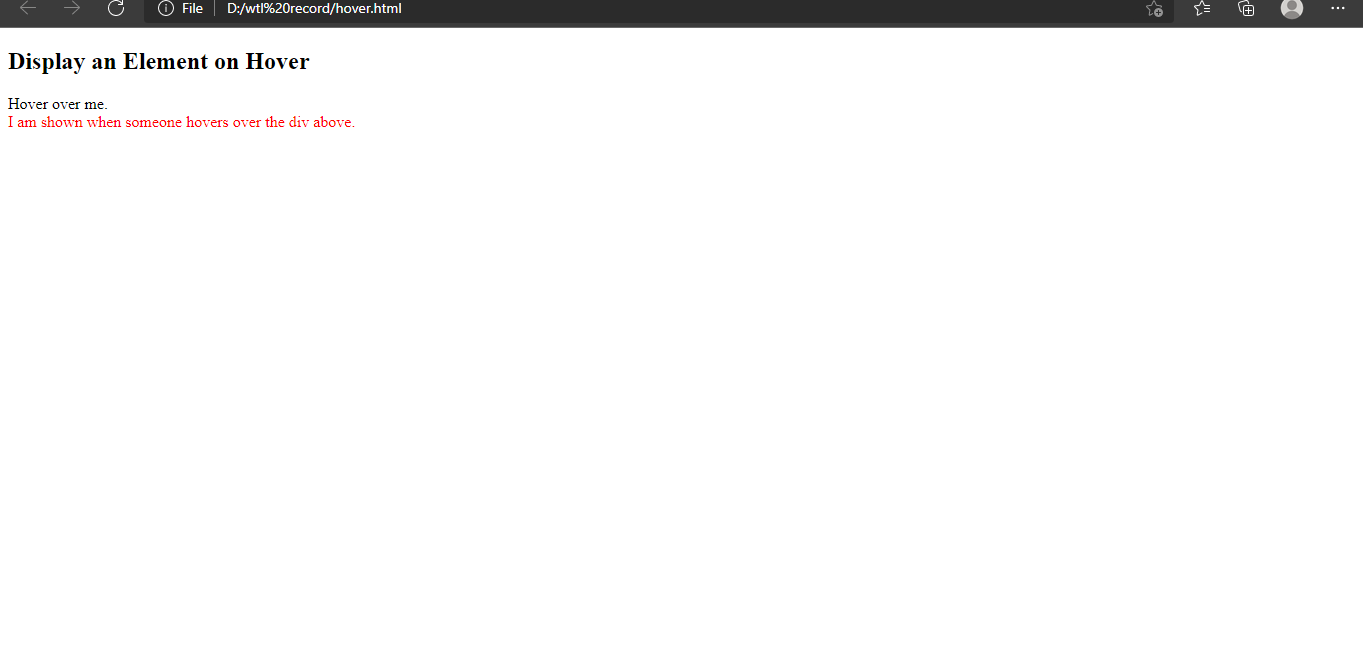 File D:/wtl%20record/hover.html
Display an Element on Hover
Hover over me.
I am shown when someone hovers over the div above.